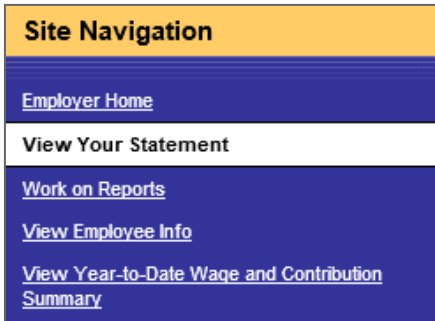 Site Navigation
Employer Home
View Your Statement
Work on Reports
View Employee Info
View Year-to-Date Wage and Contribution
Summary